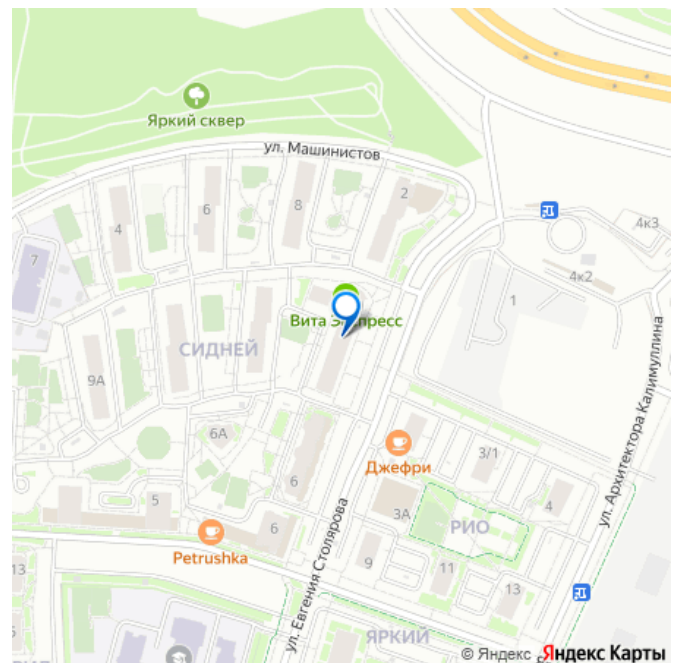 Яркий сквер
ул. Машинистов
2
8
6
4
7
4к3
4к2
1
Вита Экспресс
СИДНЕЙ
9А
6А
6
Джефри
3/1
4
ул. Архитектора Калимуллина
5
6
Petrushka
3А
РИО
ул. Евгения Столярова
9
11
13
13
ЯРКИЙ
© Яндекс Яндекс Карты